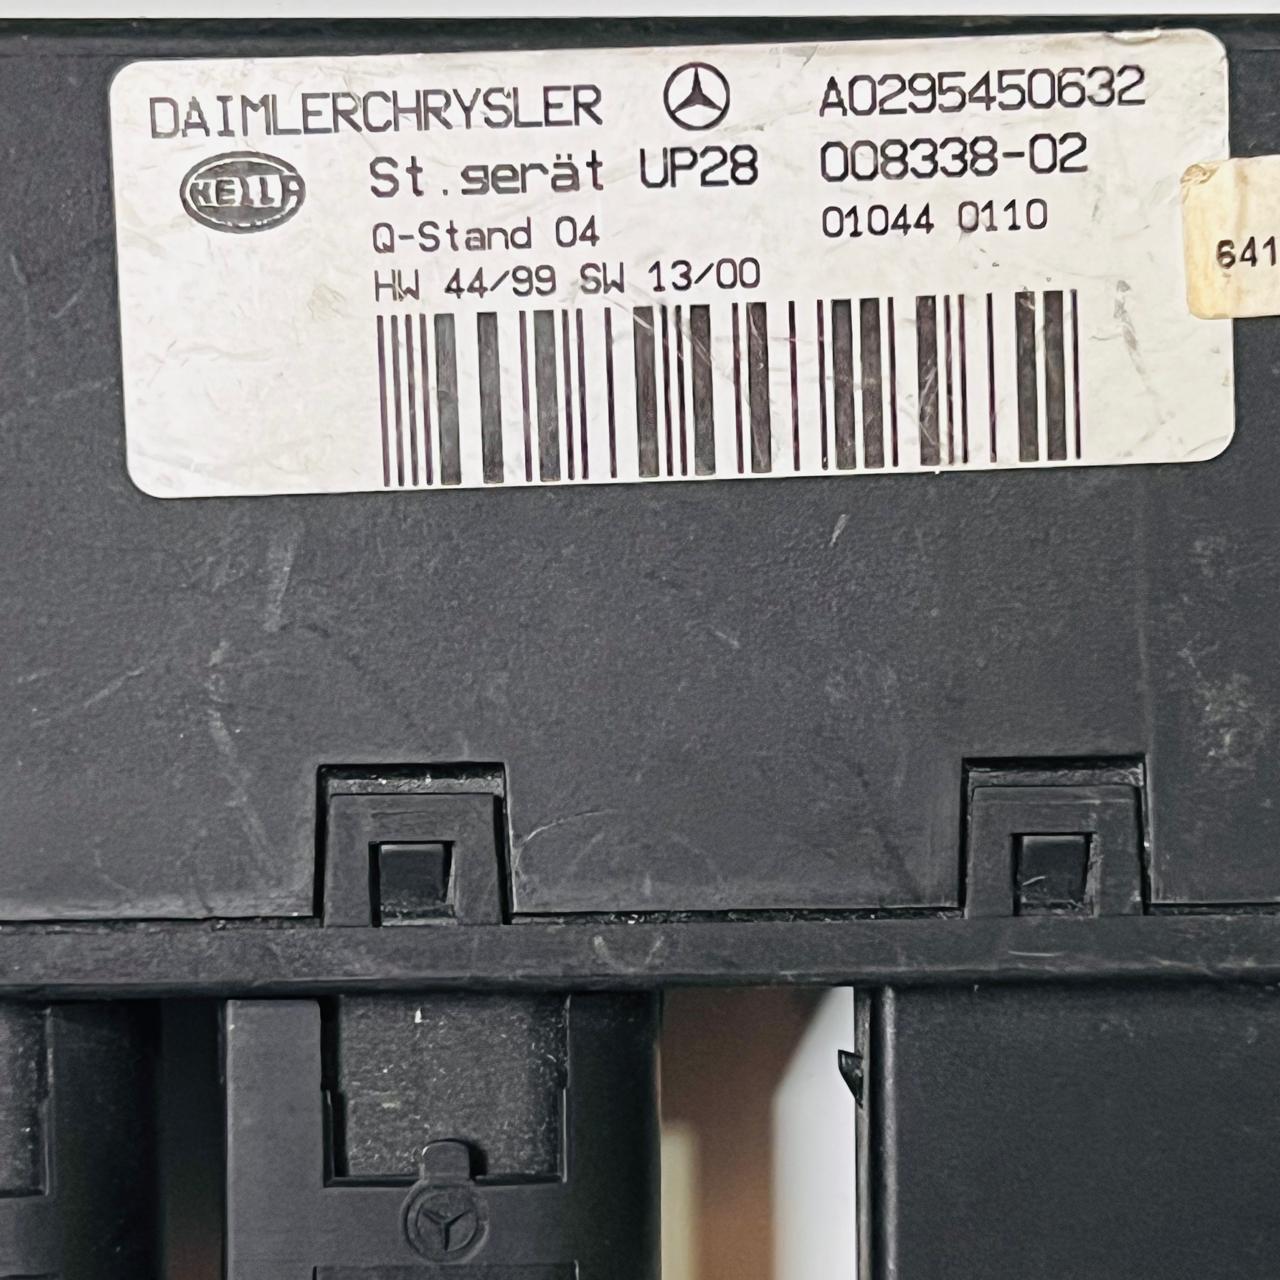 DAIMLERCHRYSLER A0295450632
HELLA St.gerät UP28 008338-02
Q-Stand 04 01044 0110
HW 44/99 SW 13/00
641